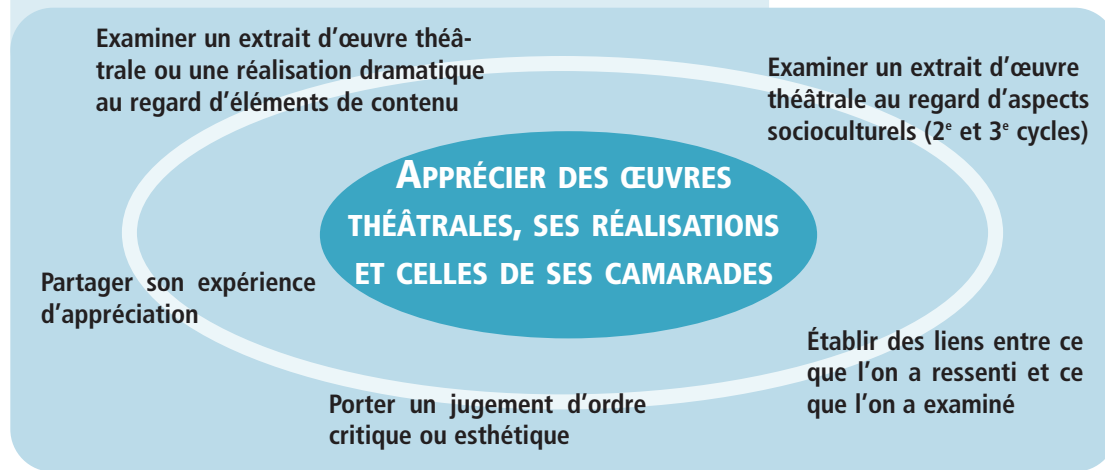 Examiner un extrait d’œuvre théâ-
trale ou une réalisation dramatique
au regard d’éléments de contenu
Examiner un extrait d’œuvre
théâtrale au regard d’aspects
socioculturels (2e et 3e cycles)
APPRÉCIER DES ŒUVRES
THÉÂTRALES, SES RÉALISATIONS
ET CELLES DE SES CAMARADES
Partager son expérience
d’appréciation
Établir des liens entre ce
que l’on a ressenti et ce
que l’on a examiné
Porter un jugement d’ordre
critique ou esthétique